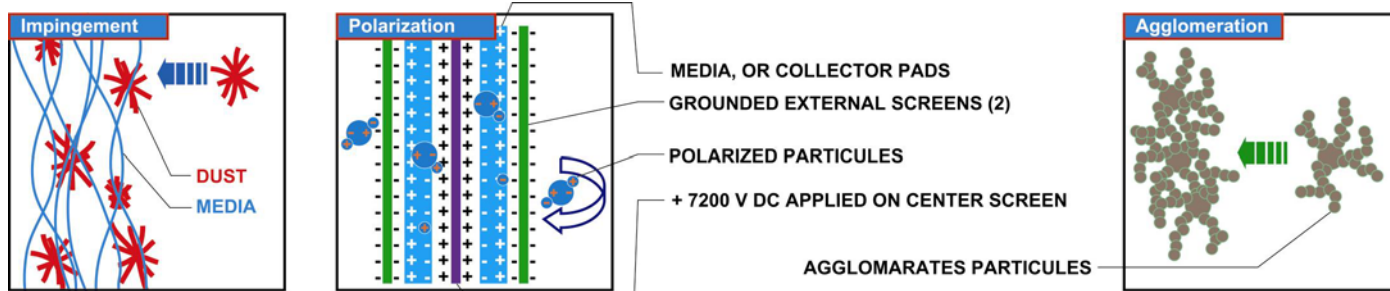 Impingement
DUST
MEDIA
Polarization
MEDIA, OR COLLECTOR PADS
GROUNDED EXTERNAL SCREENS (2)
POLARIZED PARTICULES
+ 7200 V DC APPLIED ON CENTER SCREEN
AGGLOMARATES PARTICULES
Agglomeration